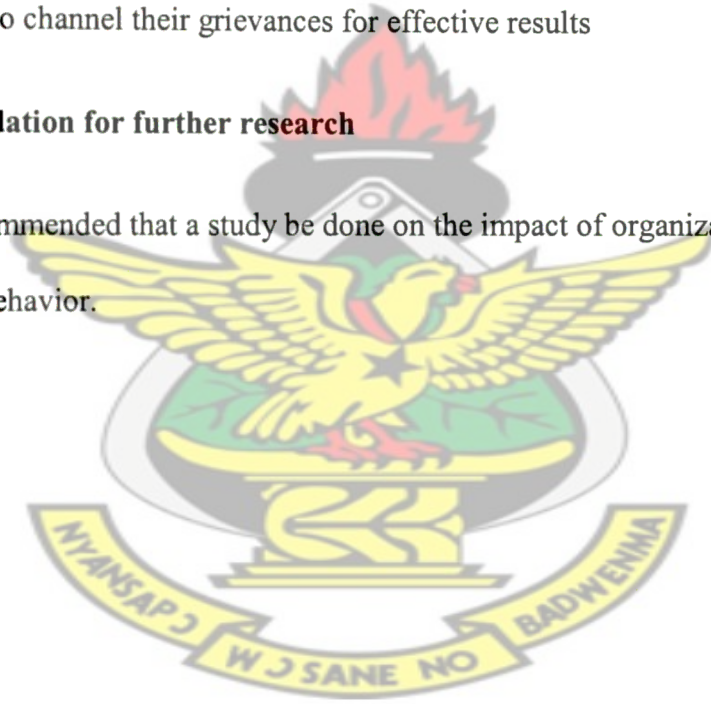 o channel their grievances for effective results
lation for further research
mmended that a study be done on the impact of organiza
ehavior.
NYANSAPƆ
WƆSANE NO
BADWENMA